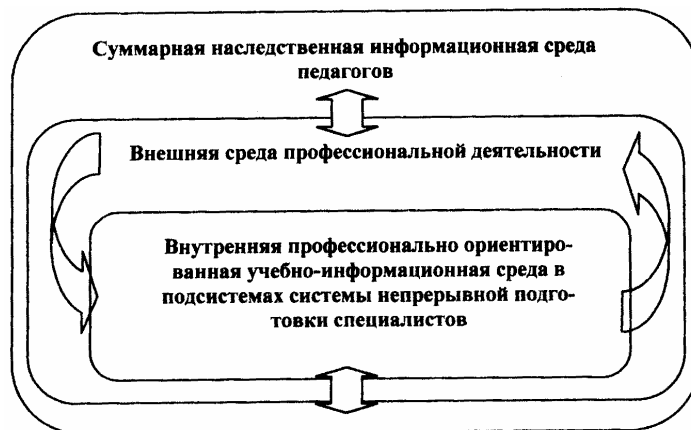 Суммарная наследственная информационная среда
педагогов
Внешняя среда профессиональной деятельности
Внутренняя профессионально ориентиро-
ванная учебно-информационная среда в
подсистемах системы непрерывной подго-
товки специалистов